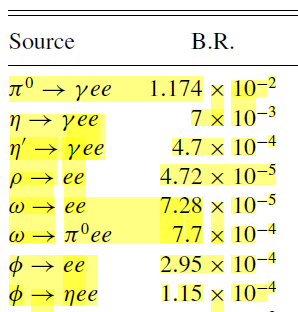 Source B.R.
π⁰ → γee 1.174 × 10⁻²
η → γee 7 × 10⁻³
η′ → γee 4.7 × 10⁻⁴
ρ → ee 4.72 × 10⁻⁵
ω → ee 7.28 × 10⁻⁵
ω → π⁰ee 7.7 × 10⁻⁴
ϕ → ee 2.95 × 10⁻⁴
ϕ → ηee 1.15 × 10⁻⁴